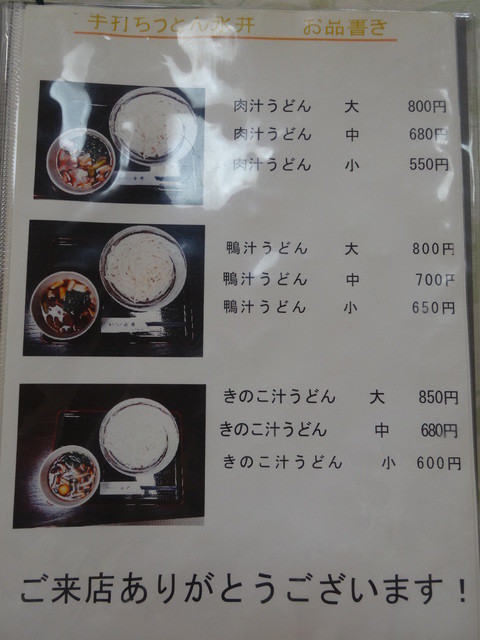 手打ちうどん永井 お品書き
肉汁うどん 大 800円
肉汁うどん 中 680円
肉汁うどん 小 550円
鴨汁うどん 大 800円
鴨汁うどん 中 700円
鴨汁うどん 小 650円
きのこ汁うどん 大 850円
きのこ汁うどん 中 680円
きのこ汁うどん 小 600円
ご来店ありがとうございます!